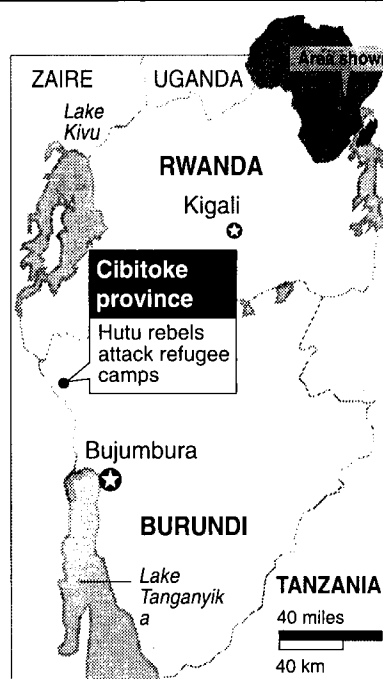 Area shown
ZAIRE
UGANDA
Lake
Kivu
RWANDA
Kigali
Cibitoke
province
Hutu rebels
attack refugee
camps
Bujumbura
BURUNDI
Lake
Tanganyik
a
TANZANIA
40 miles
40 km